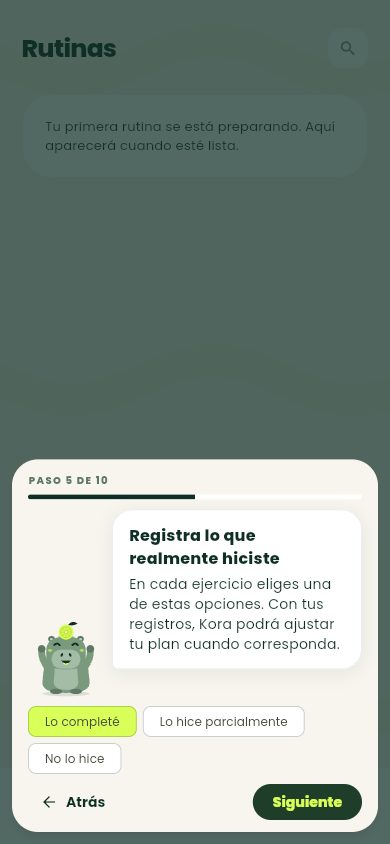 Rutinas
Tu primera rutina se está preparando. Aquí
aparecerá cuando esté lista.
PASO 5 DE 10
Registra lo que
realmente hiciste
En cada ejercicio eliges una
de estas opciones. Con tus
registros, Kora podrá ajustar
tu plan cuando corresponda.
Lo completé
Lo hice parcialmente
No lo hice
Atrás
Siguiente